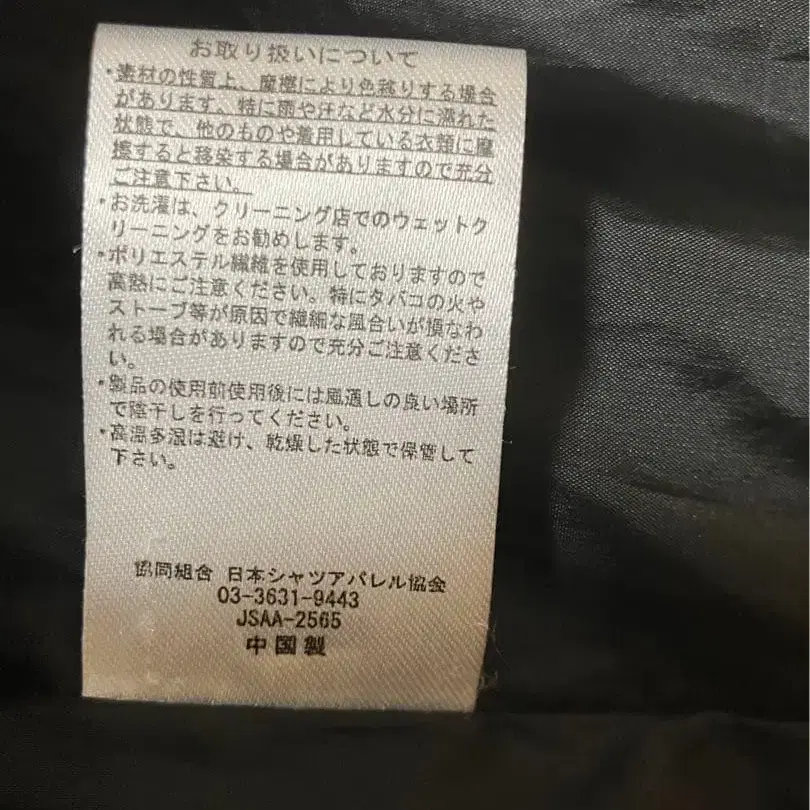 お取り扱いについて
・素材の性質上、摩擦により色移りする場合
があります。特に雨や汗など水分に濡れた
状態で、他のものや着用している衣類に摩
擦すると移染する場合がありますので充分
ご注意下さい。
・お洗濯は、クリーニング店でのウェットク
リーニングをお勧めします。
・ポリエステル繊維を使用しておりますので
高熱にご注意ください。特にタバコの火や
ストーブ等が原因で繊細な風合いが損なわ
れる場合がありますので充分ご注意くださ
い。
・製品の使用前使用後には風通しの良い場所
で陰干しを行ってください。
・高温多湿は避け、乾燥した状態で保管して
下さい。
協同組合 日本シャツアパレル協会
03-3631-9443
JSAA-2565
中国製